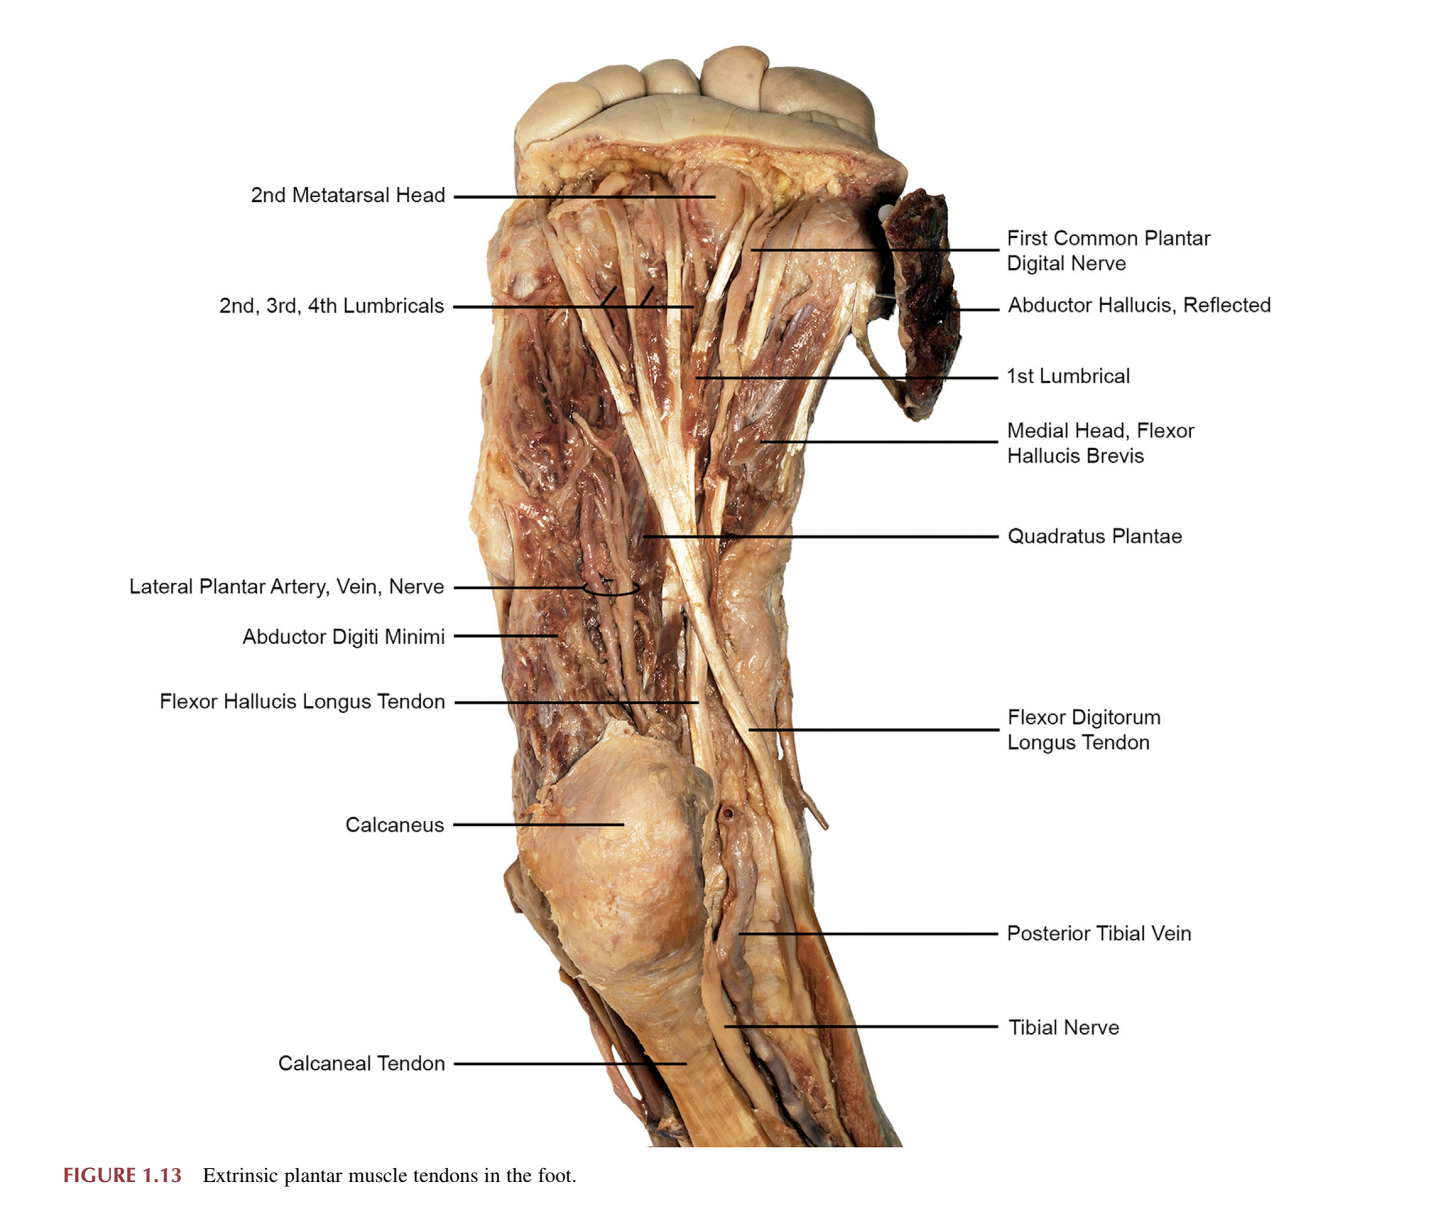 2nd Metatarsal Head
2nd, 3rd, 4th Lumbricals
Lateral Plantar Artery, Vein, Nerve
Abductor Digiti Minimi
Flexor Hallucis Longus Tendon
Calcaneus
Calcaneal Tendon
First Common Plantar
Digital Nerve
Abductor Hallucis, Reflected
1st Lumbrical
Medial Head, Flexor
Hallucis Brevis
Quadratus Plantae
Flexor Digitorum
Longus Tendon
Posterior Tibial Vein
Tibial Nerve
FIGURE 1.13 Extrinsic plantar muscle tendons in the foot.